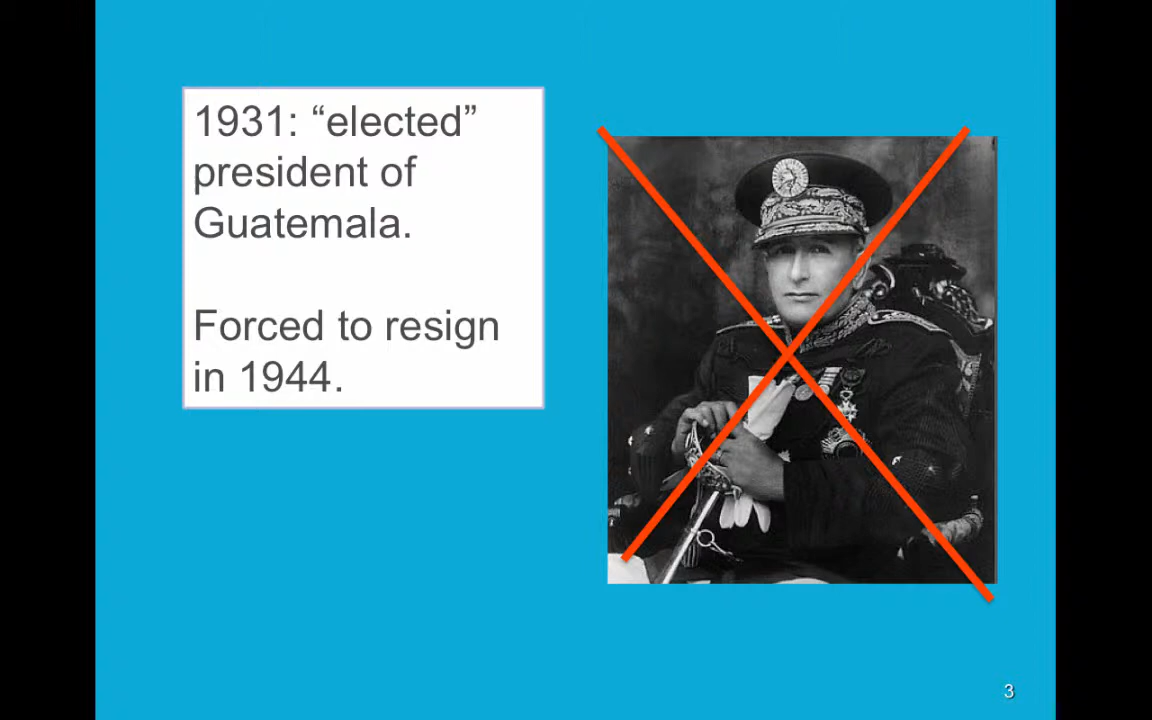 1931: “elected”
president of
Guatemala.
Forced to resign
in 1944.
3